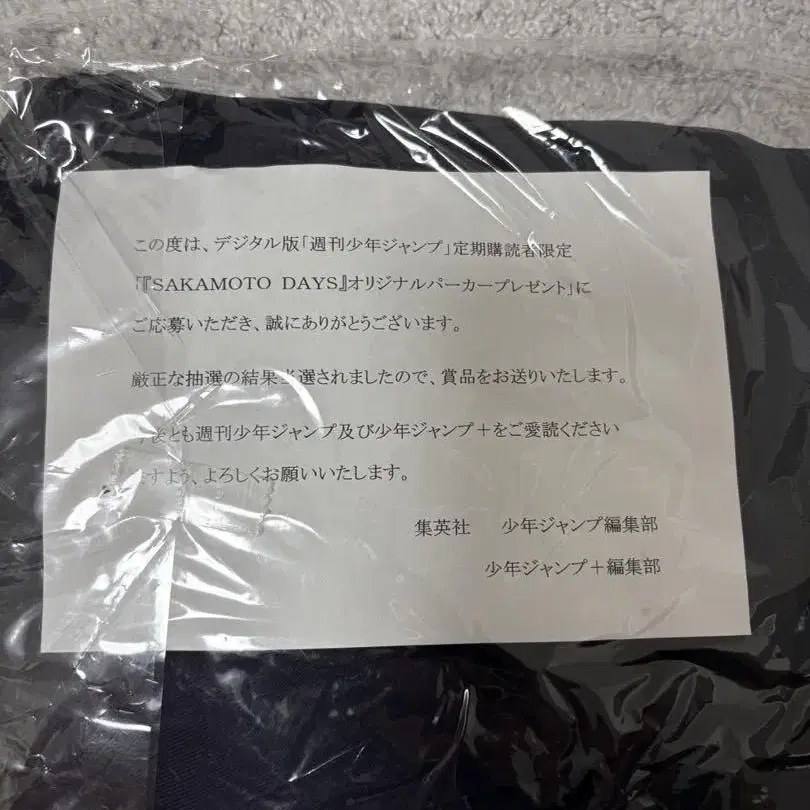 この度は、デジタル版「週刊少年ジャンプ」定期購読者限定
「『SAKAMOTO DAYS』オリジナルパーカープレゼント」に
ご応募いただき、誠にありがとうございます。
厳正な抽選の結果当選されましたので、賞品をお送りいたします。
とも週刊少年ジャンプ及び少年ジャンプ+をご愛読ください
ますよう、よろしくお願いいたします。
集英社 少年ジャンプ編集部
少年ジャンプ+編集部